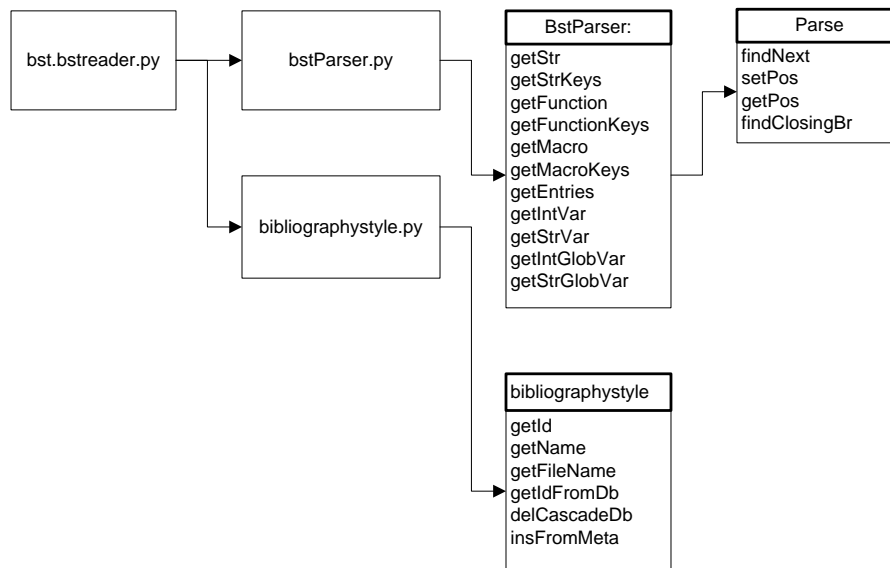 bst.bstreader.py
bstParser.py
bibliographystyle.py
BstParser:
getStr
getStrKeys
getFunction
getFunctionKeys
getMacro
getMacroKeys
getEntries
getIntVar
getStrVar
getIntGlobVar
getStrGlobVar
Parse
findNext
setPos
getPos
findClosingBr
bibliographystyle
getId
getName
getFileName
getIdFromDb
delCascadeDb
insFromMeta